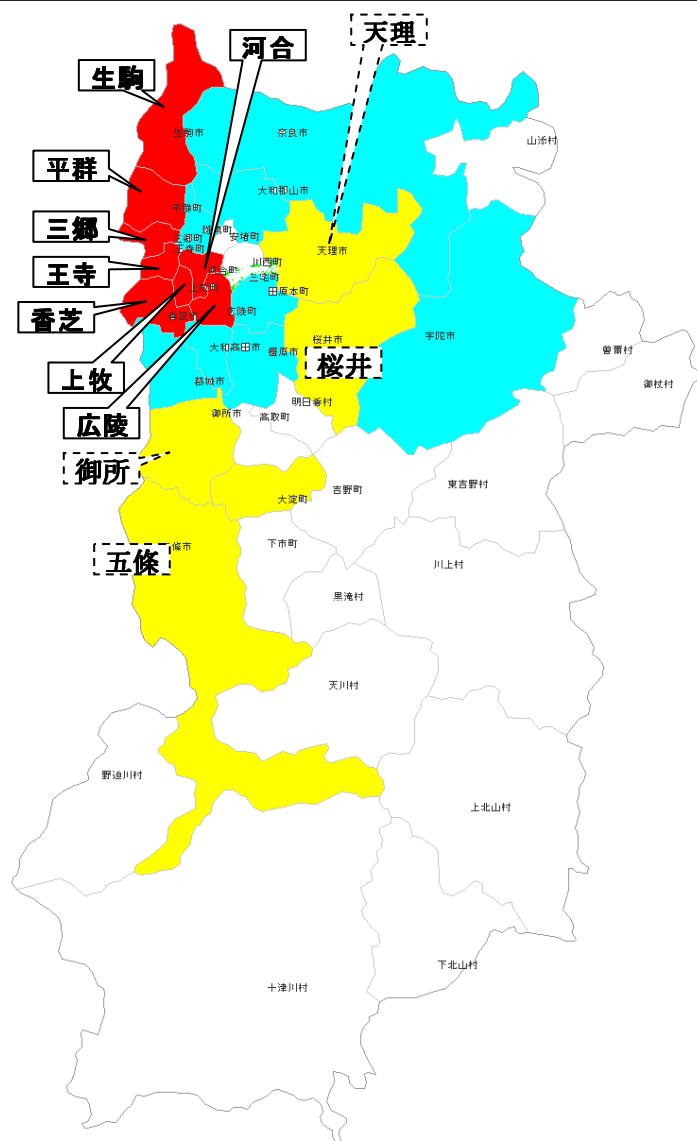 天理
河合
生駒
生駒市
奈良市
山添村
平群
大和郡山市
平群町
三郷
三郷町
安堵町
王寺町
天理市
王寺
川西町
三宅町
田原本町
香芝
広陵町
宇陀市
桜井市
大和高田市
橿原市
桜井
曽爾村
上牧
葛城市
御杖村
明日香村
御所市
高取町
広陵
御所
吉野町
東吉野村
大淀町
五條
條市
下市町
川上村
黒滝村
天川村
野迫川村
上北山村
下北山村
十津川村